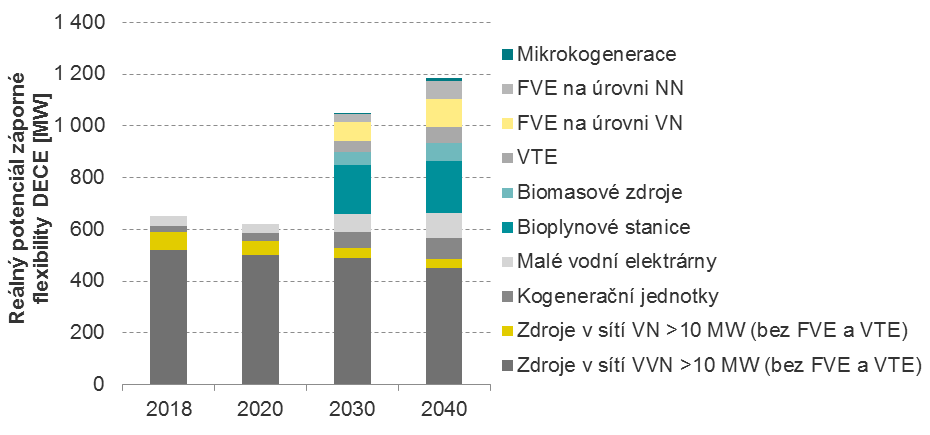 Reálný potenciál záporné
flexibility DECE [MW]
1 400
1 200
1 000
800
600
400
200
0
2018
2020
2030
2040
Mikrokogenerace
FVE na úrovni NN
FVE na úrovni VN
VTE
Biomasové zdroje
Bioplynové stanice
Malé vodní elektrárny
Kogenerační jednotky
Zdroje v sítí VN >10 MW (bez FVE a VTE)
Zdroje v sítí VVN >10 MW (bez FVE a VTE)